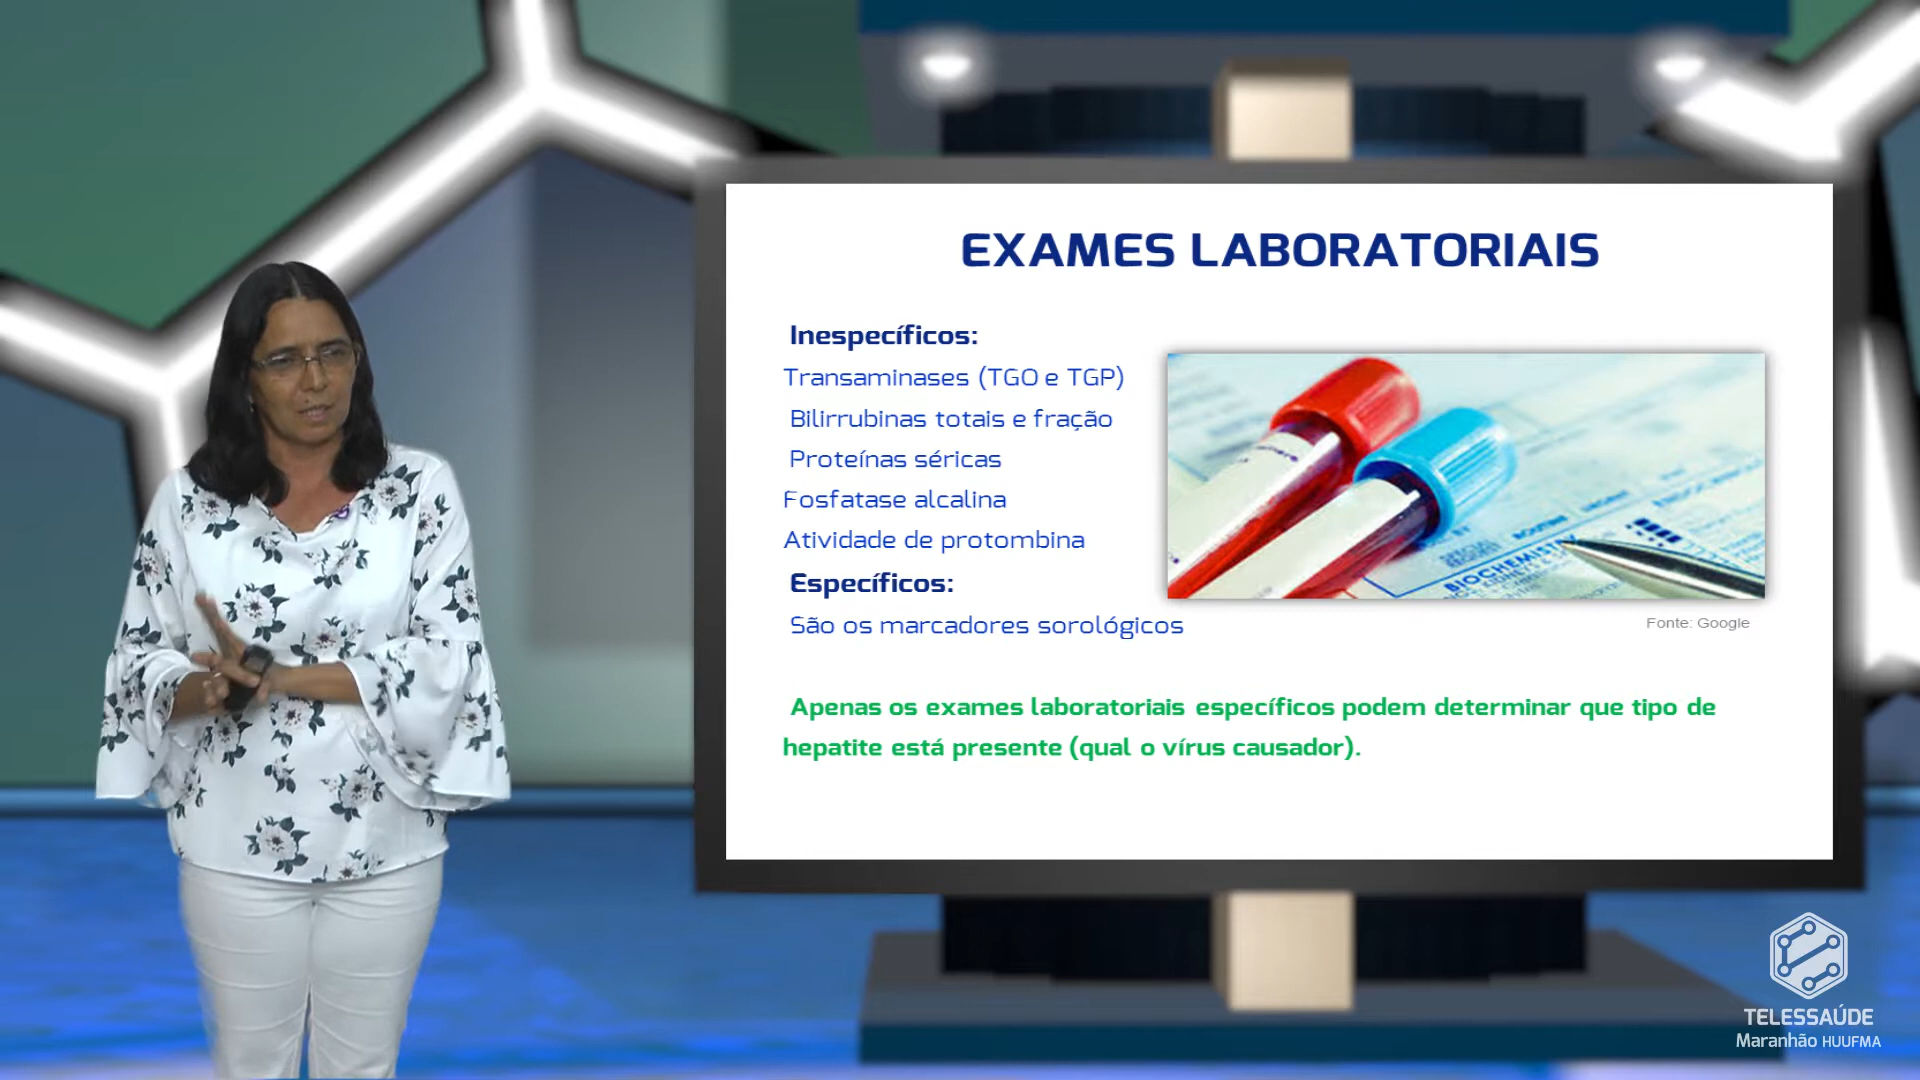 EXAMES LABORATORIAIS
Inespecíficos:
Transaminases (TGO e TGP)
Bilirrubinas totais e fração
Proteínas séricas
Fosfatase alcalina
Atividade de protombina
Específicos:
São os marcadores sorológicos
BIOCHEMISTRY
Fonte: Google
Apenas os exames laboratoriais específicos podem determinar que tipo de
hepatite está presente (qual o vírus causador).
TELESSAÚDE
Maranhão HUUFMA